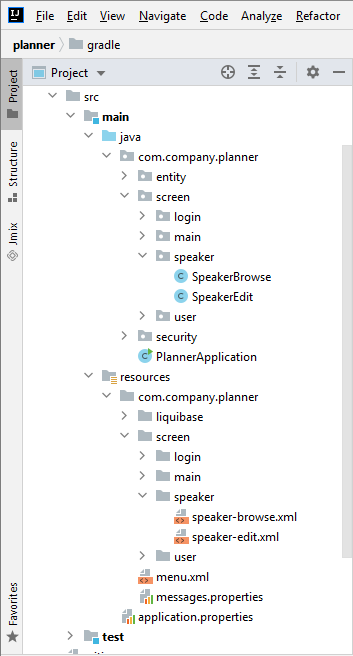 IJ File Edit View Navigate Code Analyze Refactor
planner gradle
Project
Project
src
main
java
com.company.planner
entity
screen
login
main
speaker
SpeakerBrowse
SpeakerEdit
user
security
PlannerApplication
resources
com.company.planner
liquibase
screen
login
main
speaker
speaker-browse.xml
speaker-edit.xml
user
menu.xml
messages.properties
application.properties
test
Structure
Jmix
Favorites